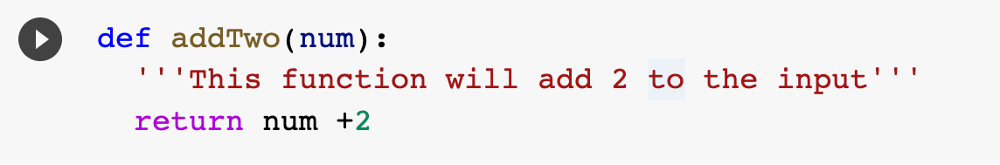 def addTwo(num):
  '''This function will add 2 to the input'''
  return num +2